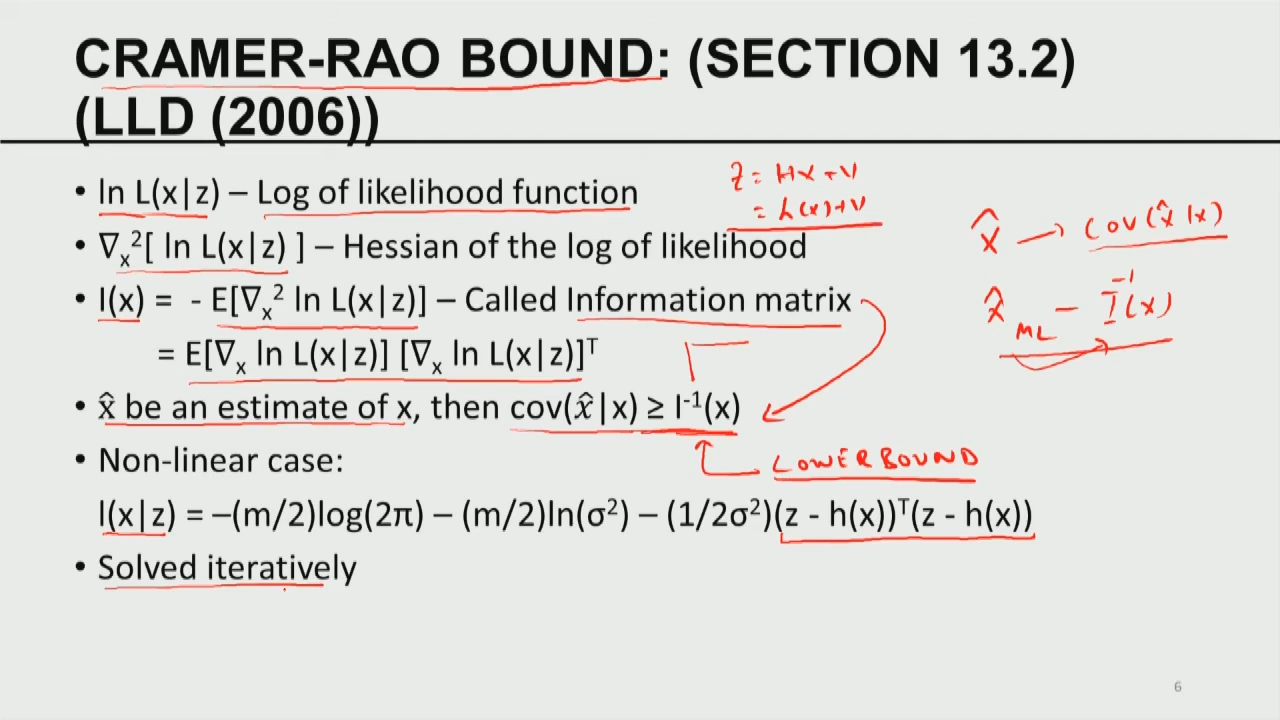 CRAMER-RAO BOUND: (SECTION 13.2)
(LLD (2006))
• ln L(x|z) – Log of likelihood function
z = Hx + v
= h(x) + v
• ∇ₓ²[ ln L(x|z) ] – Hessian of the log of likelihood
x̂ → cov(x̂|x)
• I(x) = - E[∇ₓ² ln L(x|z)] – Called Information matrix
x̂ ML – I⁻¹(x)
= E[∇ₓ ln L(x|z)] [∇ₓ ln L(x|z)]ᵀ
• x̂ be an estimate of x, then cov(x̂|x) ≥ I⁻¹(x)
LOWER BOUND
• Non-linear case:
l(x|z) = –(m/2)log(2π) – (m/2)ln(σ²) – (1/2σ²)(z - h(x))ᵀ(z - h(x))
• Solved iteratively
6